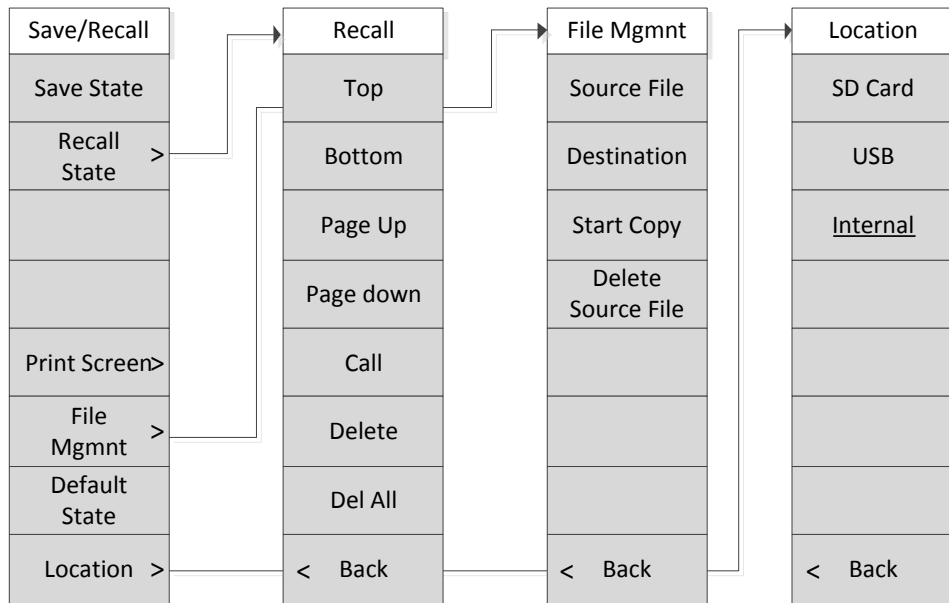 Save/Recall
Save State
Recall
State >
Print Screen>
File
Mgmnt >
Default
State
Location >
Recall
Top
Bottom
Page Up
Page down
Call
Delete
Del All
< Back
File Mgmnt
Source File
Destination
Start Copy
Delete
Source File
< Back
Location
SD Card
USB
Internal
< Back